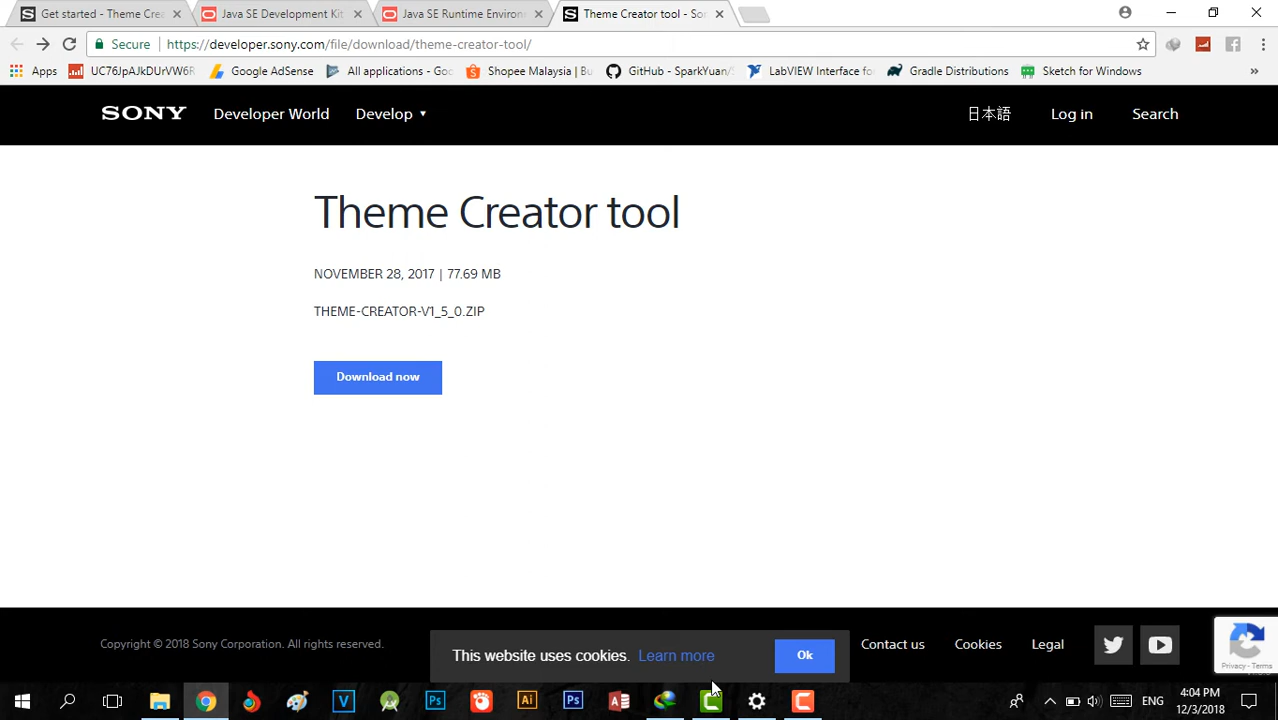 Get started - Theme Cre
Java SE Development Kit
Java SE Runtime Environ
Theme Creator tool - Sor
Secure
https://developer.sony.com/file/download/theme-creator-tool/
Apps
UC76JpAJkDUrVW6R
Google AdSense
All applications - Goo
Shopee Malaysia | Bu
GitHub - SparkYuan/S
LabVIEW Interface fo
Gradle Distributions
Sketch for Windows
»
SONY
Developer World
Develop
日本語
Log in
Search
Theme Creator tool
NOVEMBER 28, 2017 | 77.69 MB
THEME-CREATOR-V1_5_0.ZIP
Download now
Copyright © 2018 Sony Corporation. All rights reserved.
This website uses cookies. Learn more
Ok
Contact us
Cookies
Legal
Privacy - Terms
V
Ps
Ai
Ps
ENG
4:04 PM
12/3/2018